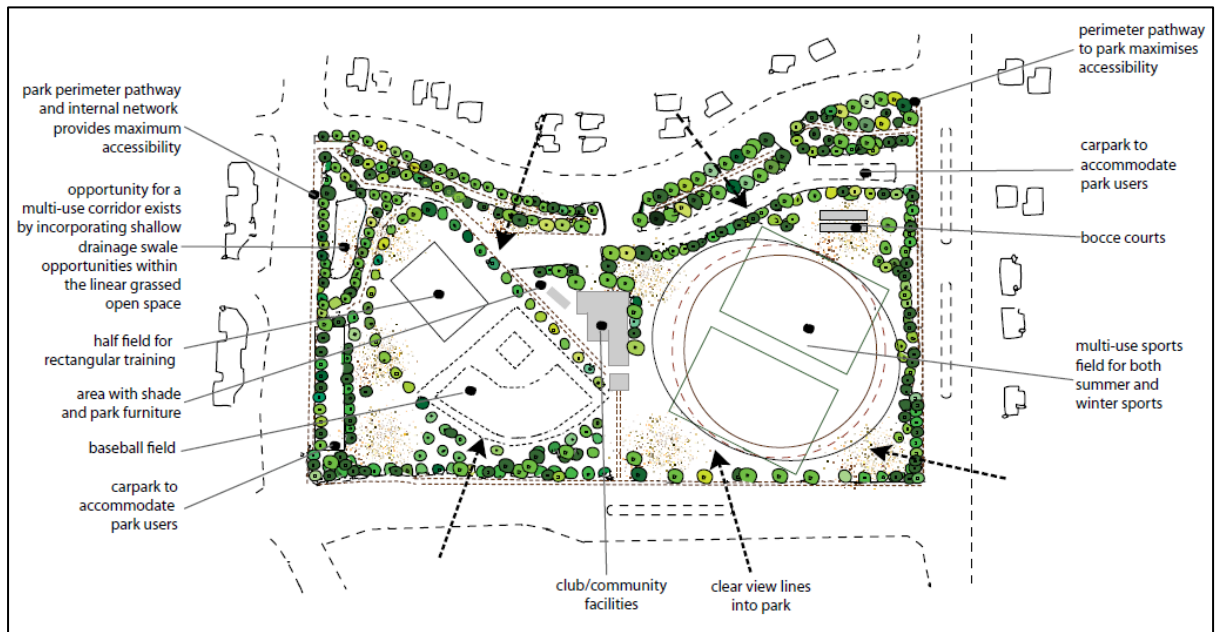 perimeter pathway
to park maximises
accessibility
park perimeter pathway
and internal network
provides maximum
accessibility
carpark to
accommodate
park users
opportunity for a
multi-use corridor exists
by incorporating shallow
drainage swale
opportunities within
the linear grassed
open space
bocce courts
half field for
rectangular training
multi-use sports
field for both
summer and
winter sports
area with shade
and park furniture
baseball field
carpark to
accommodate
park users
club/community
facilities
clear view lines
into park